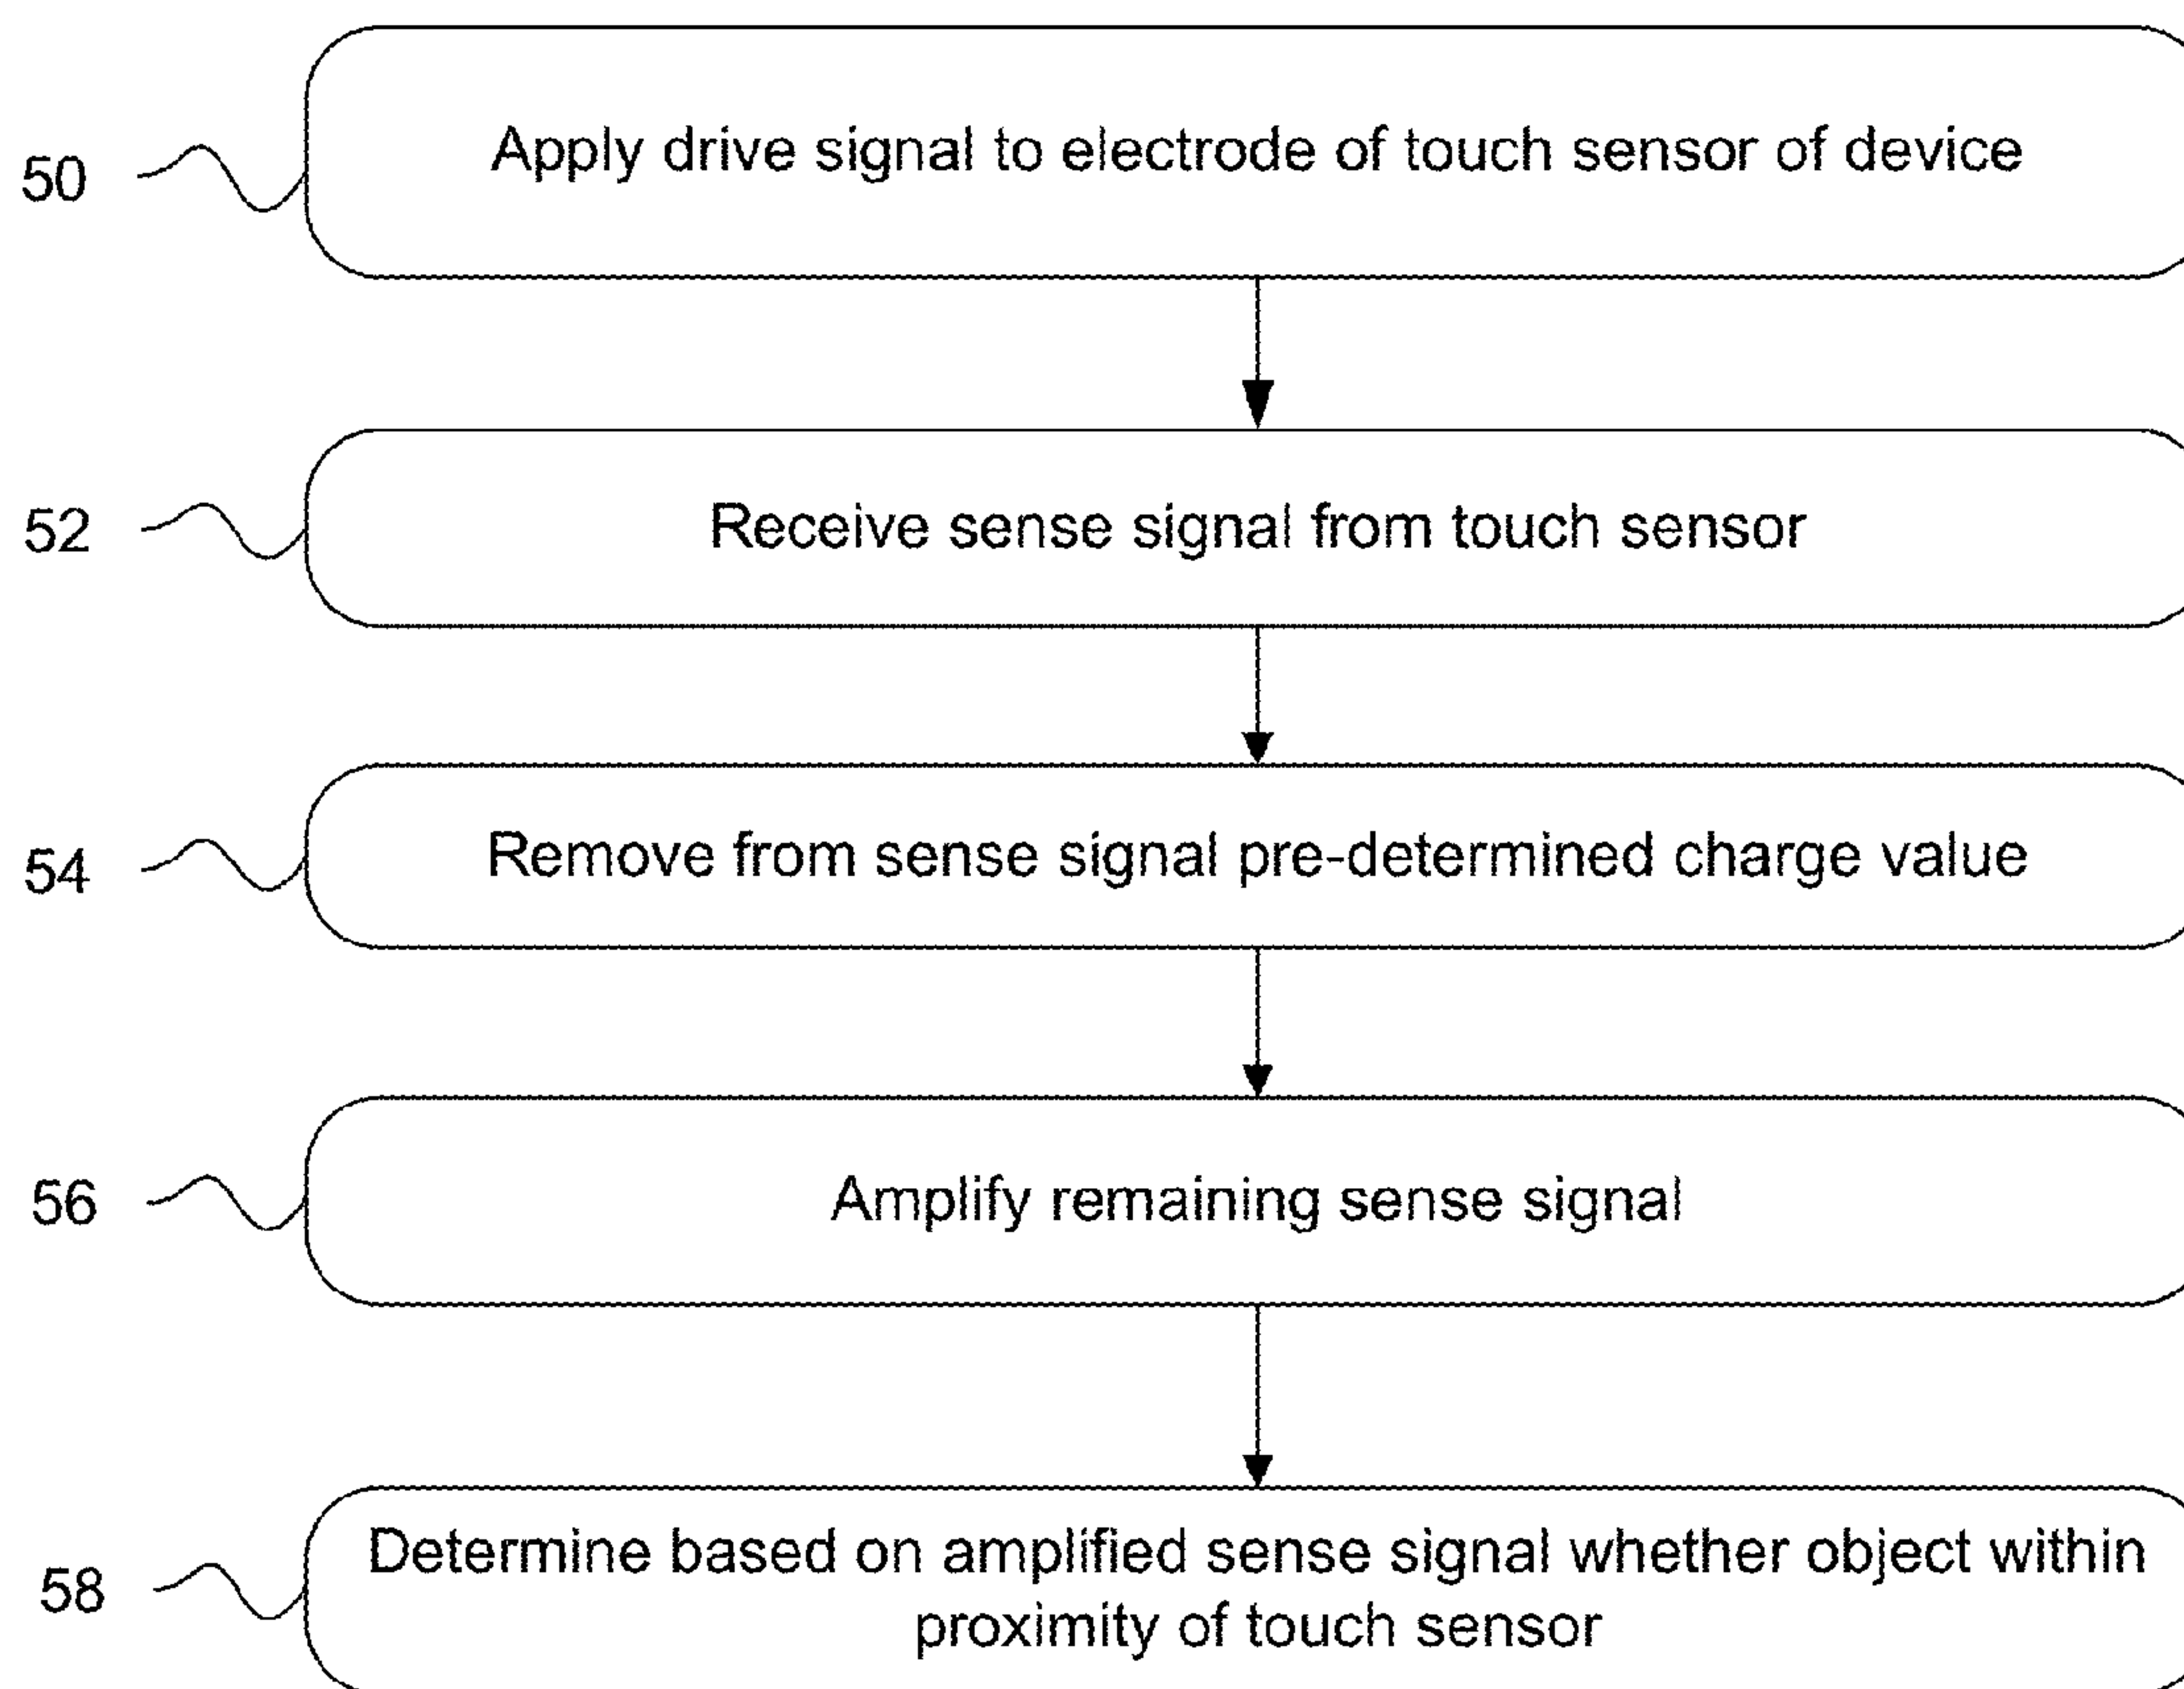 50
Apply drive signal to electrode of touch sensor of device
52
Receive sense signal from touch sensor
54
Remove from sense signal pre-determined charge value
56
Amplify remaining sense signal
58
Determine based on amplified sense signal whether object within
proximity of touch sensor